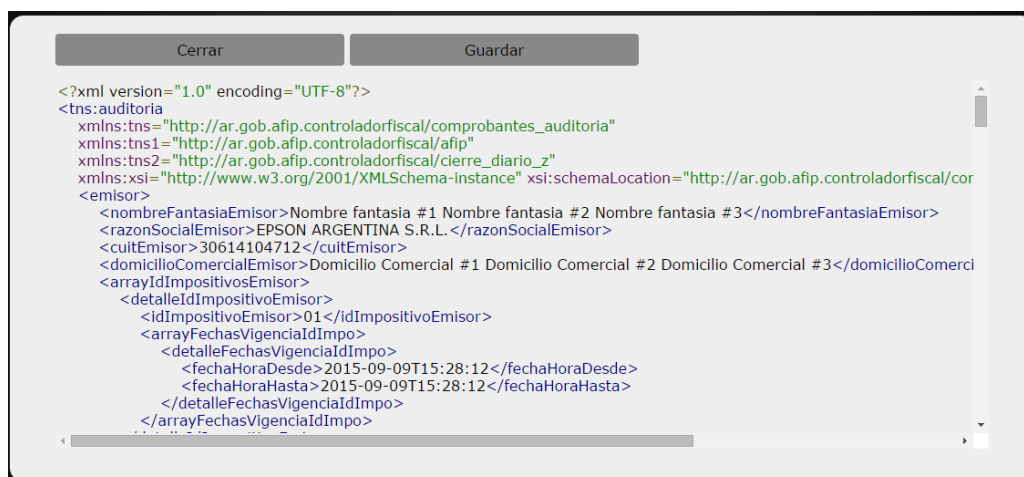 Cerrar
Guardar
<?xml version="1.0" encoding="UTF-8"?>
<tns:auditoria
xmlns:tns="http://ar.gob.afip.controladorfiscal/comprobantes_auditoria"
xmlns:tns1="http://ar.gob.afip.controladorfiscal/afip"
xmlns:tns2="http://ar.gob.afip.controladorfiscal/cierre_diario_z"
xmlns:xsi="http://www.w3.org/2001/XMLSchema-instance" xsi:schemaLocation="http://ar.gob.afip.controladorfiscal/cor
<emisor>
<nombreFantasiaEmisor>Nombre fantasia #1 Nombre fantasia #2 Nombre fantasia #3</nombreFantasiaEmisor>
<razonSocialEmisor>EPSON ARGENTINA S.R.L.</razonSocialEmisor>
<cuitEmisor>30614104712</cuitEmisor>
<domicilioComercialEmisor>Domicilio Comercial #1 Domicilio Comercial #2 Domicilio Comercial #3</domicilioComerci
<arrayIdImpositivosEmisor>
<detalleIdImpositivoEmisor>
<idImpositivoEmisor>01</idImpositivoEmisor>
<arrayFechasVigenciaIdImpo>
<detalleFechasVigenciaIdImpo>
<fechaHoraDesde>2015-09-09T15:28:12</fechaHoraDesde>
<fechaHoraHasta>2015-09-09T15:28:12</fechaHoraHasta>
</detalleFechasVigenciaIdImpo>
</arrayFechasVigenciaIdImpo>